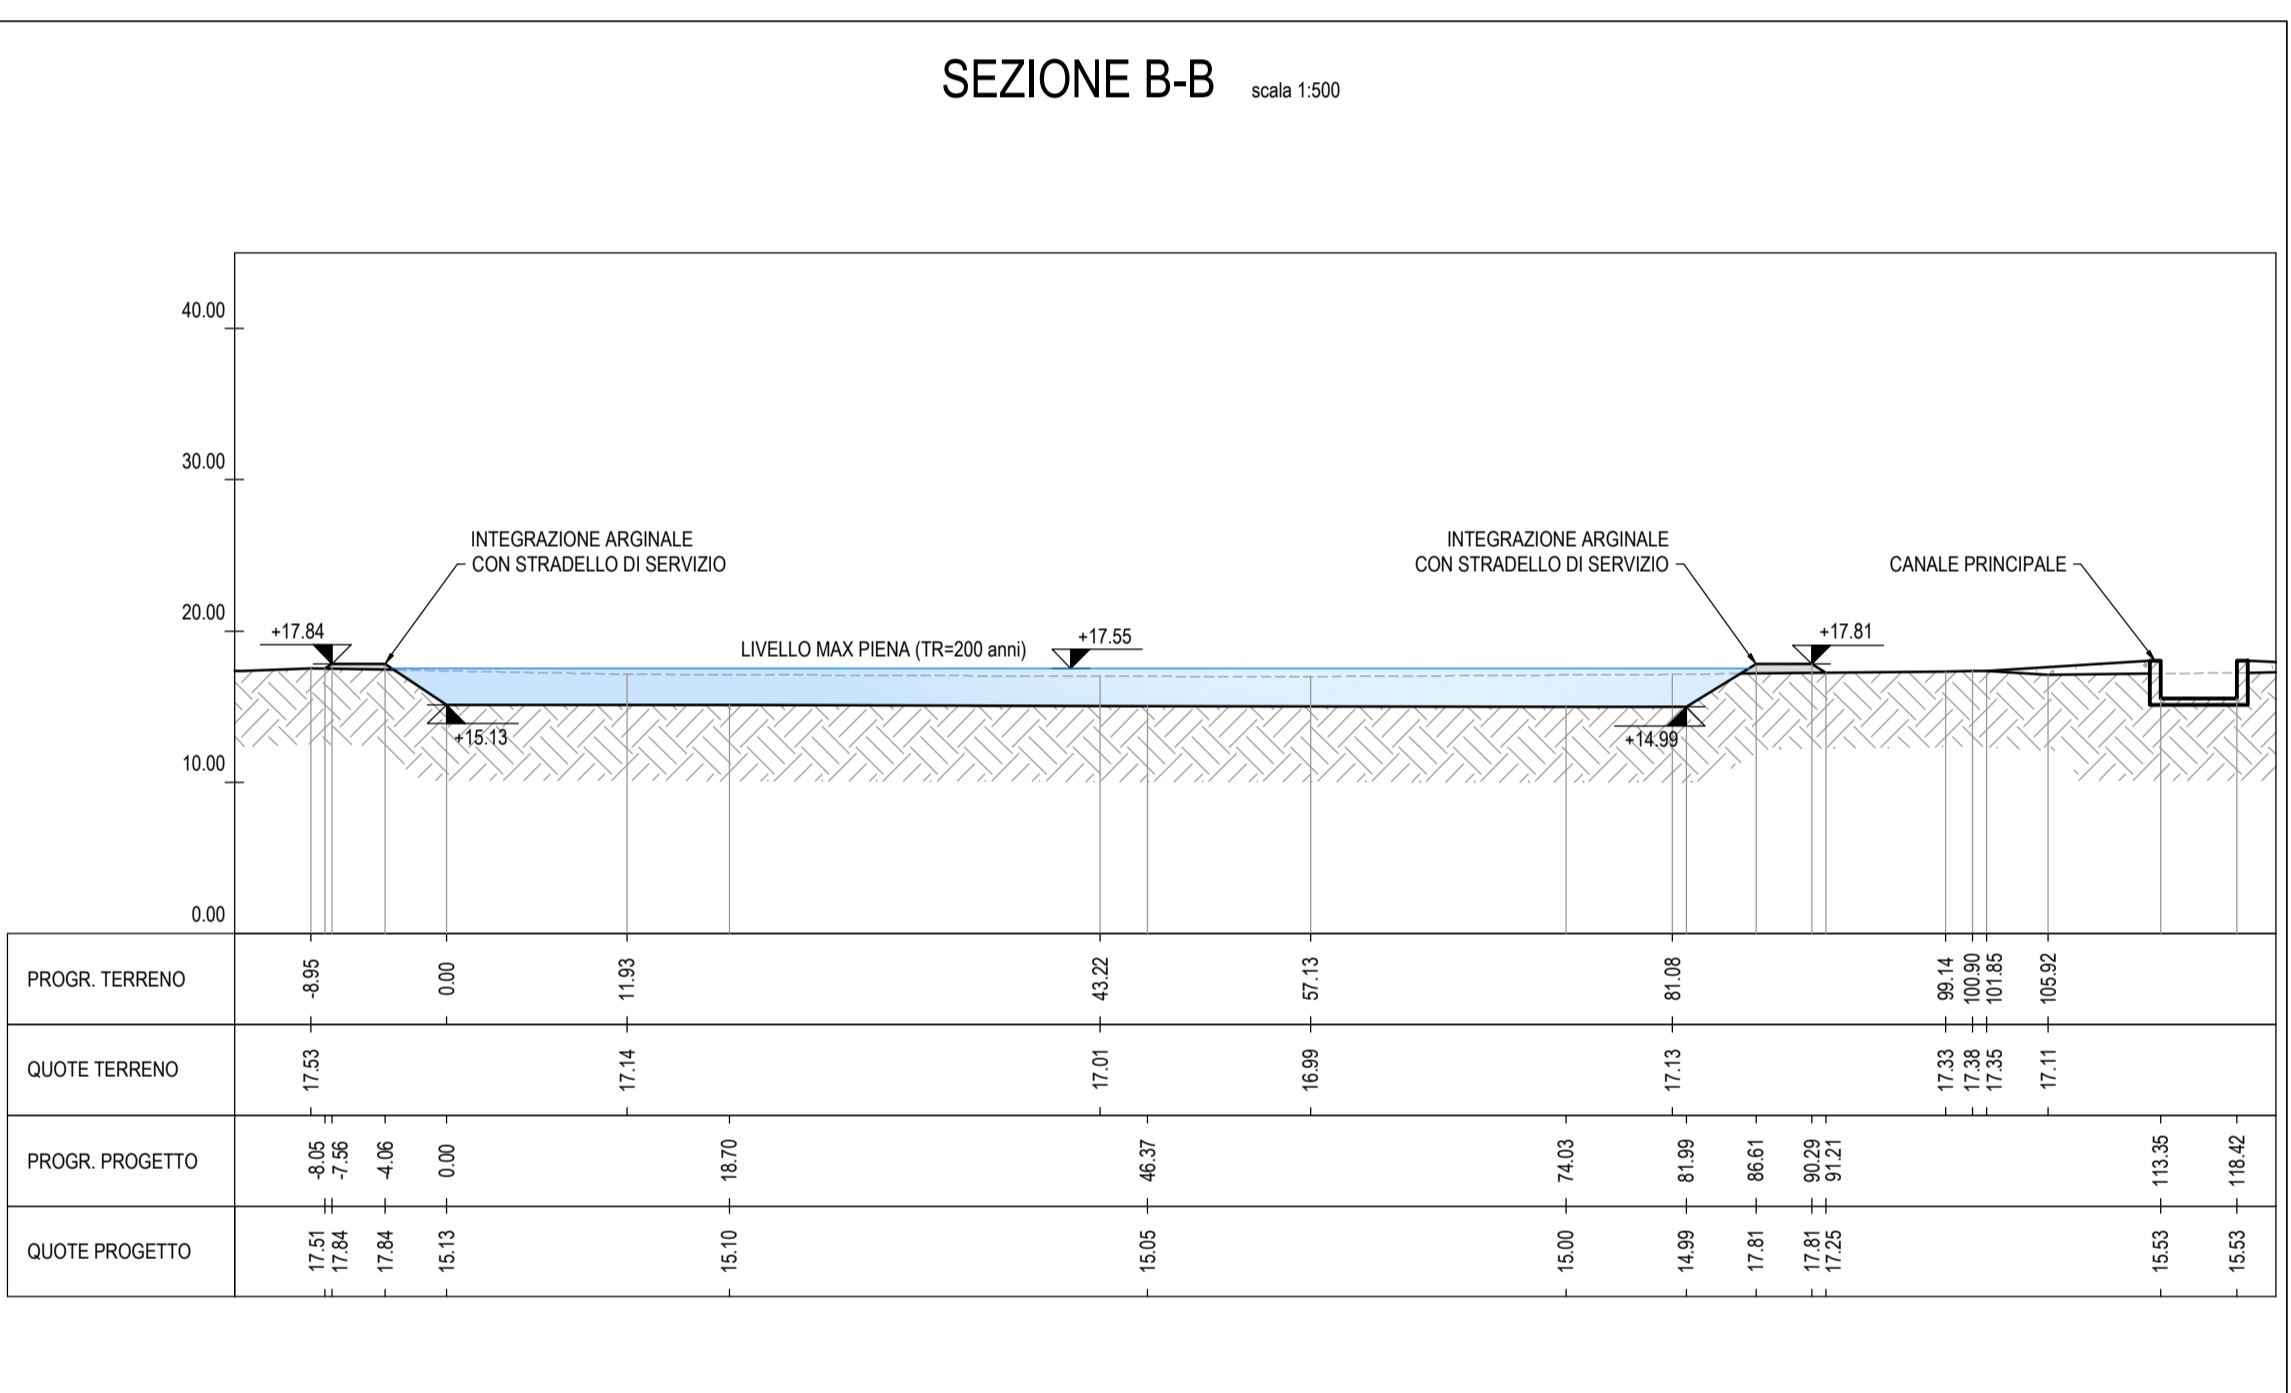 SEZIONE B-B scala 1:500
40.00
30.00
INTEGRAZIONE ARGINALE
CON STRADELLO DI SERVIZIO
INTEGRAZIONE ARGINALE
CON STRADELLO DI SERVIZIO
CANALE PRINCIPALE
20.00
+17.84
LIVELLO MAX PIENA (TR=200 anni)
+17.55
+17.81
+15.13
+14.99
10.00
0.00
PROGR. TERRENO -8.95 0.00 11.93 43.22 57.13 81.08 99.14 100.90 101.85 105.92
QUOTE TERRENO 17.53 17.14 17.01 16.99 17.13 17.33 17.38 17.35 17.11
PROGR. PROGETTO -8.05 -7.56 -4.06 0.00 18.70 46.37 74.03 81.99 86.61 90.29 91.21 113.35 118.42
QUOTE PROGETTO 17.51 17.84 17.84 15.13 15.10 15.05 15.00 14.99 17.81 17.81 17.25 15.53 15.53